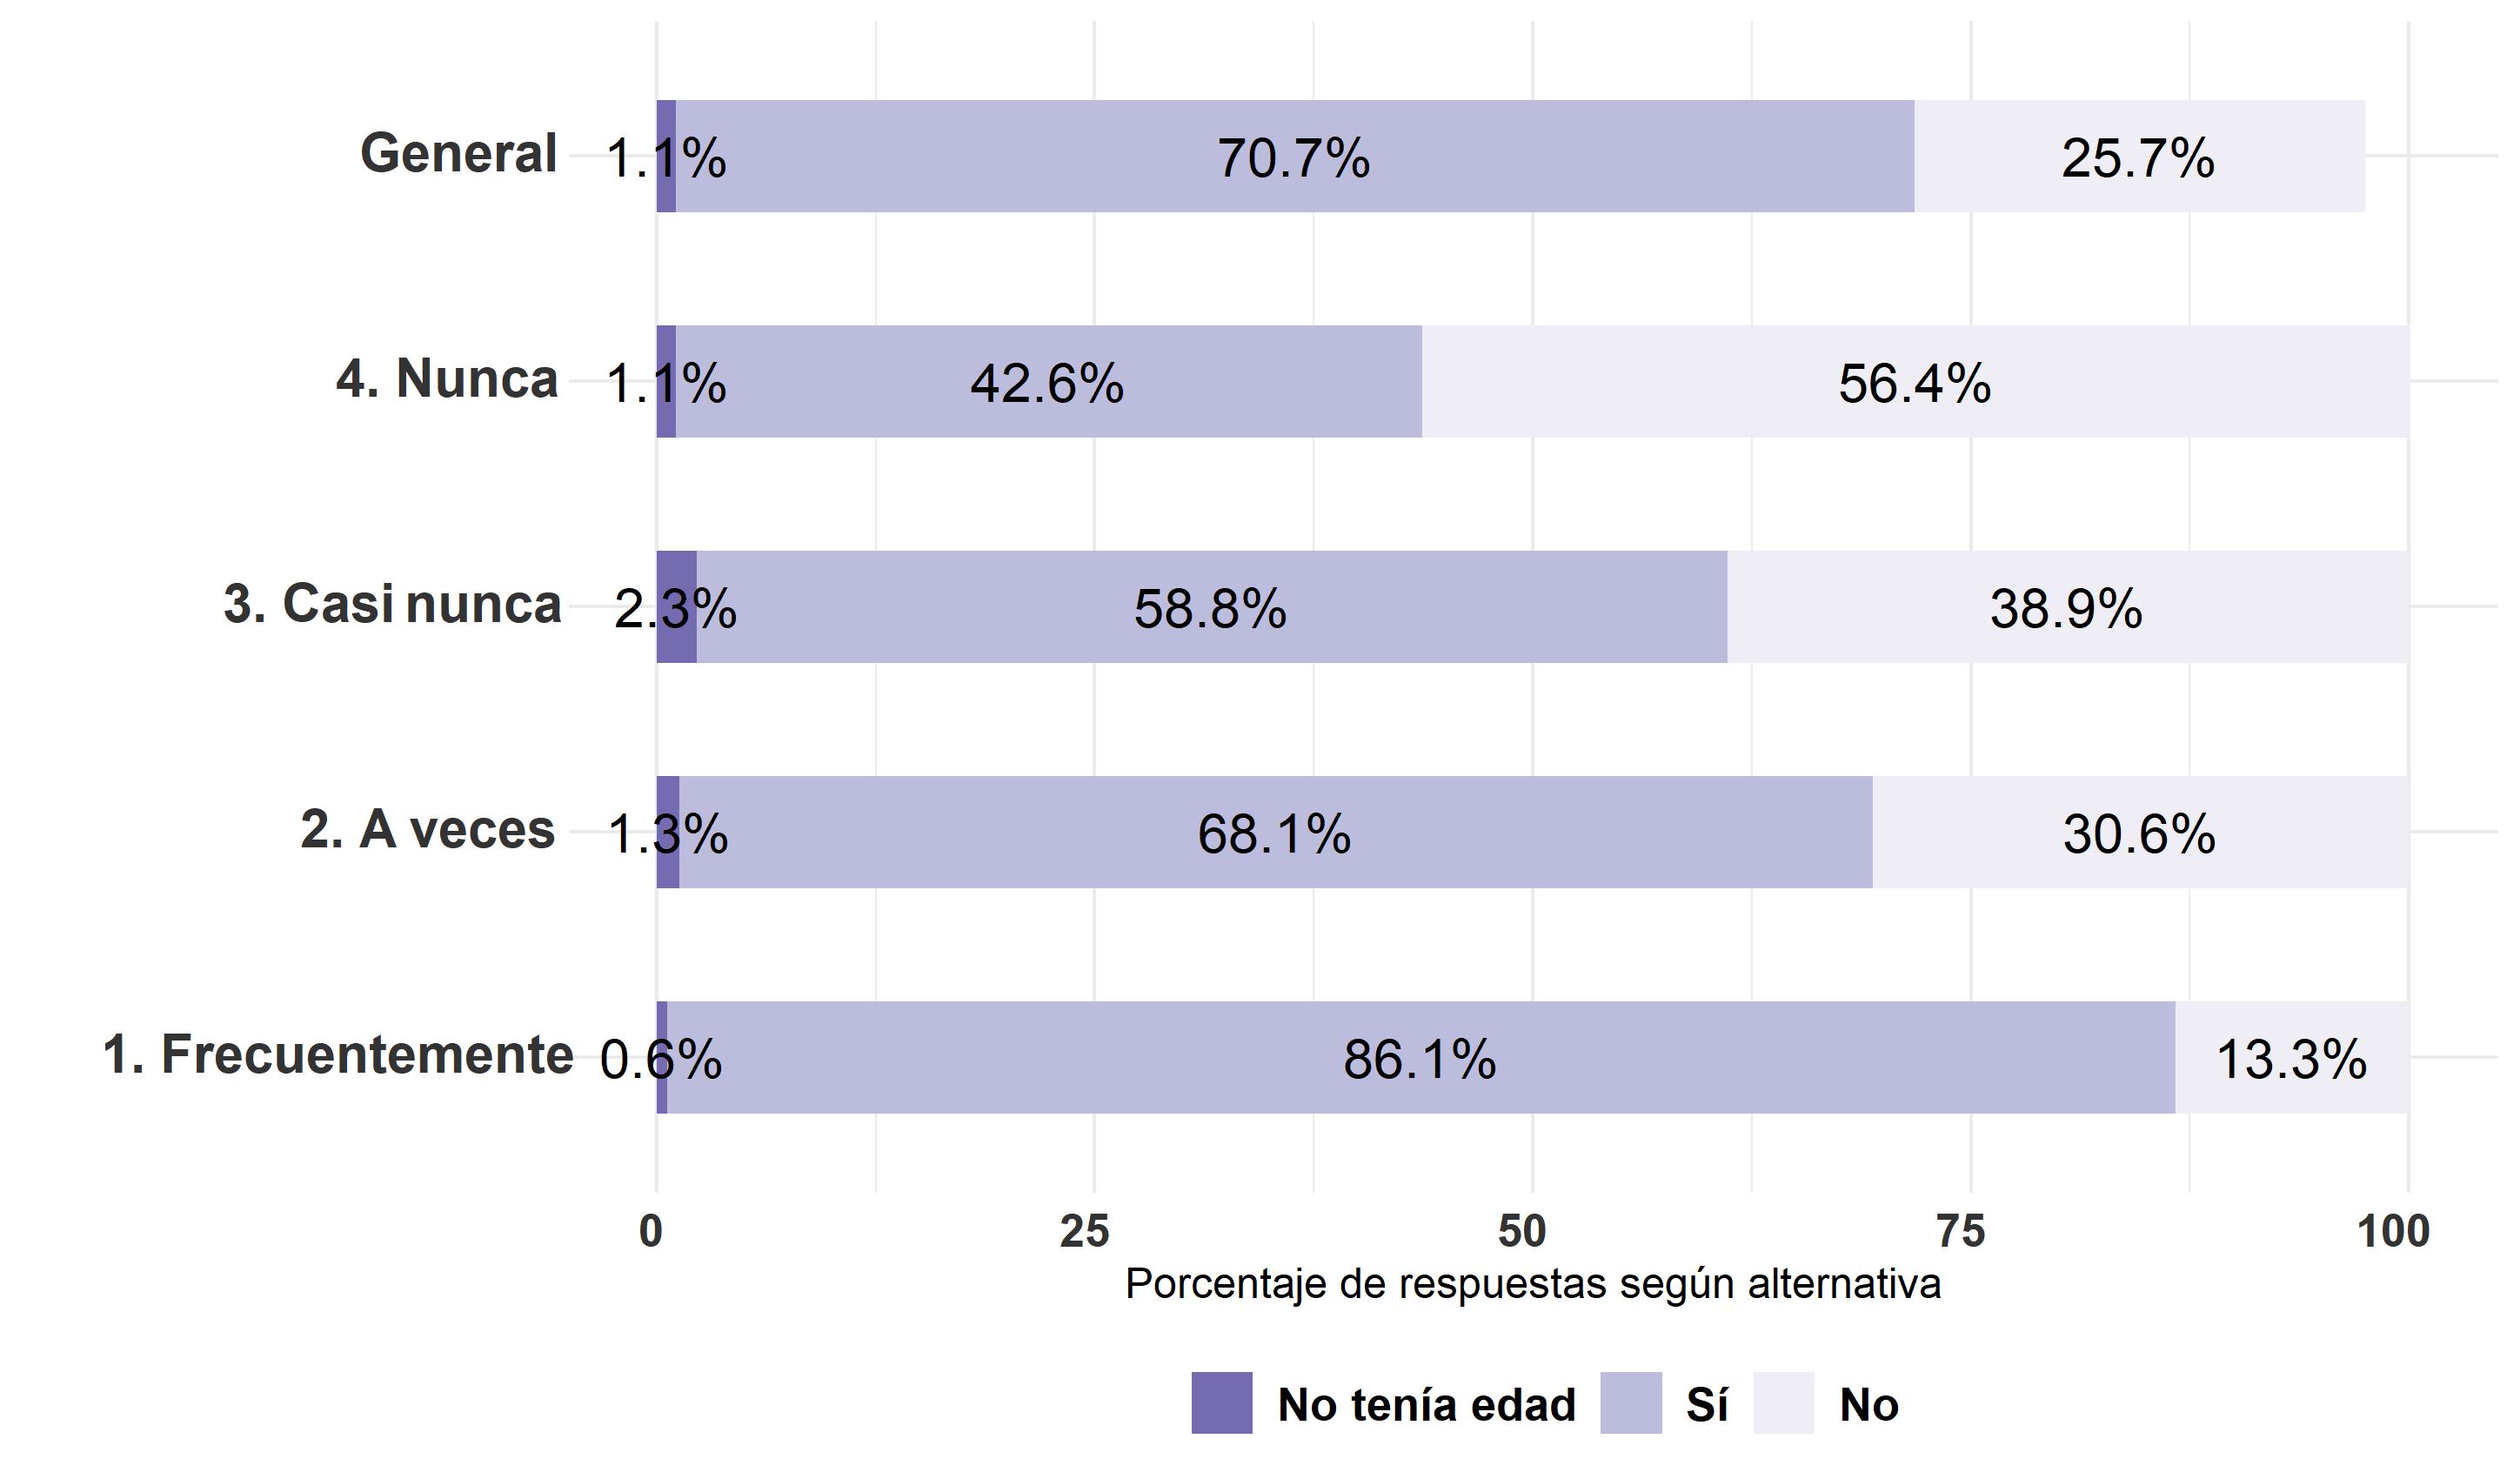 General 1.1% 70.7% 25.7%
4. Nunca 1.1% 42.6% 56.4%
3. Casi nunca 2.3% 58.8% 38.9%
2. A veces 1.3% 68.1% 30.6%
1. Frecuentemente 0.6% 86.1% 13.3%
0 25 50 75 100
Porcentaje de respuestas según alternativa
No tenía edad Sí No